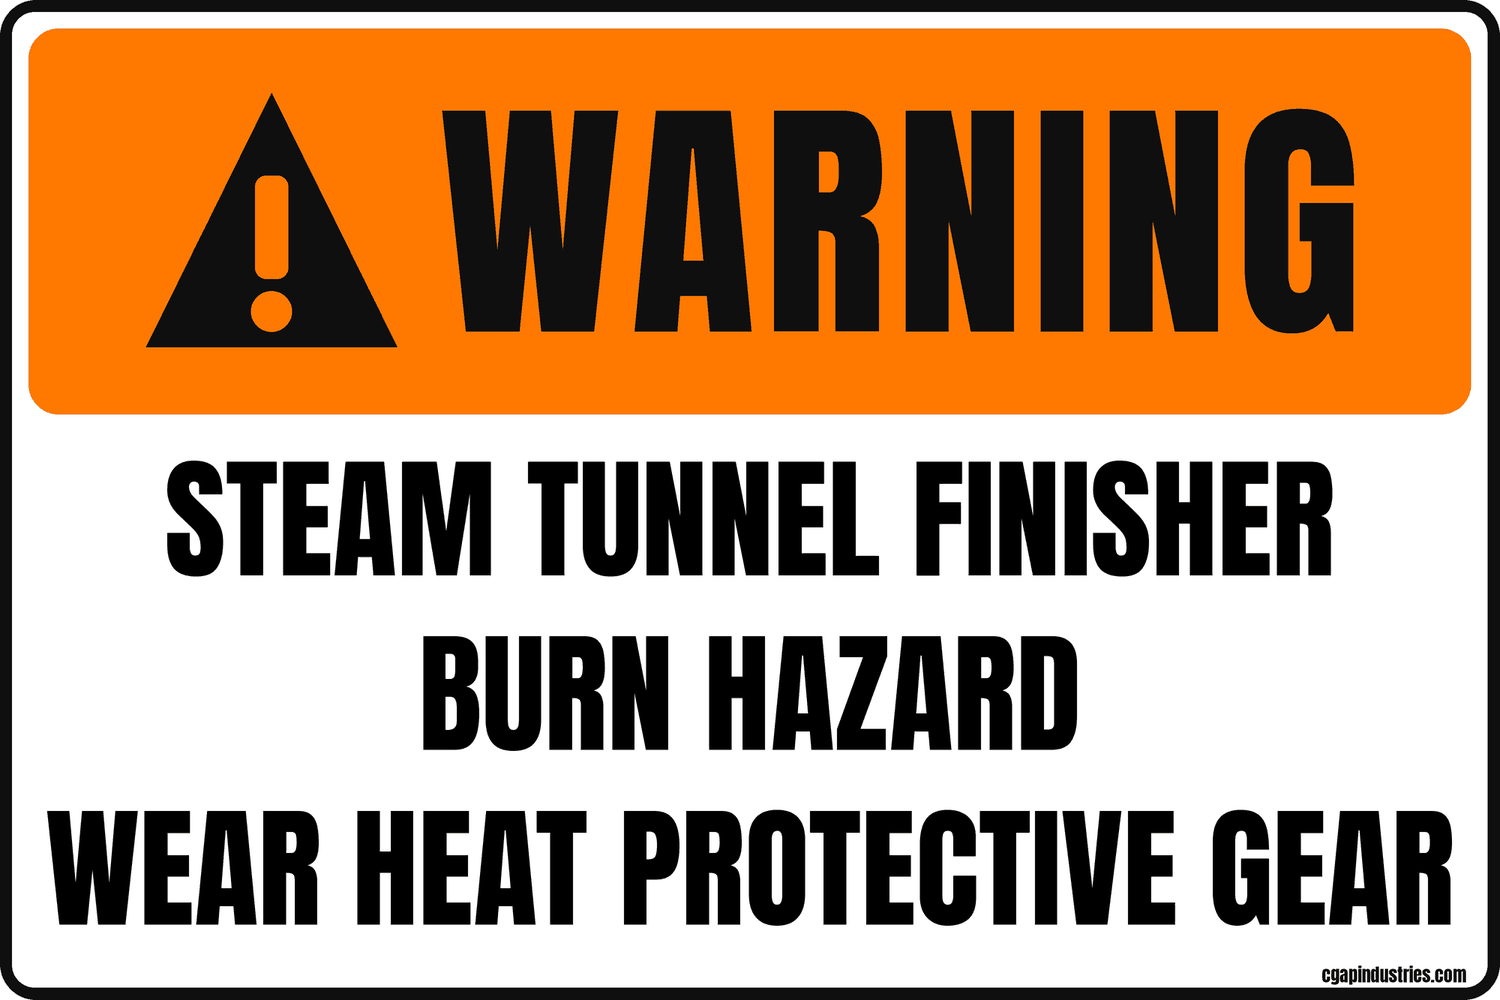 WARNING
STEAM TUNNEL FINISHER
BURN HAZARD
WEAR HEAT PROTECTIVE GEAR
cgapindustries.com